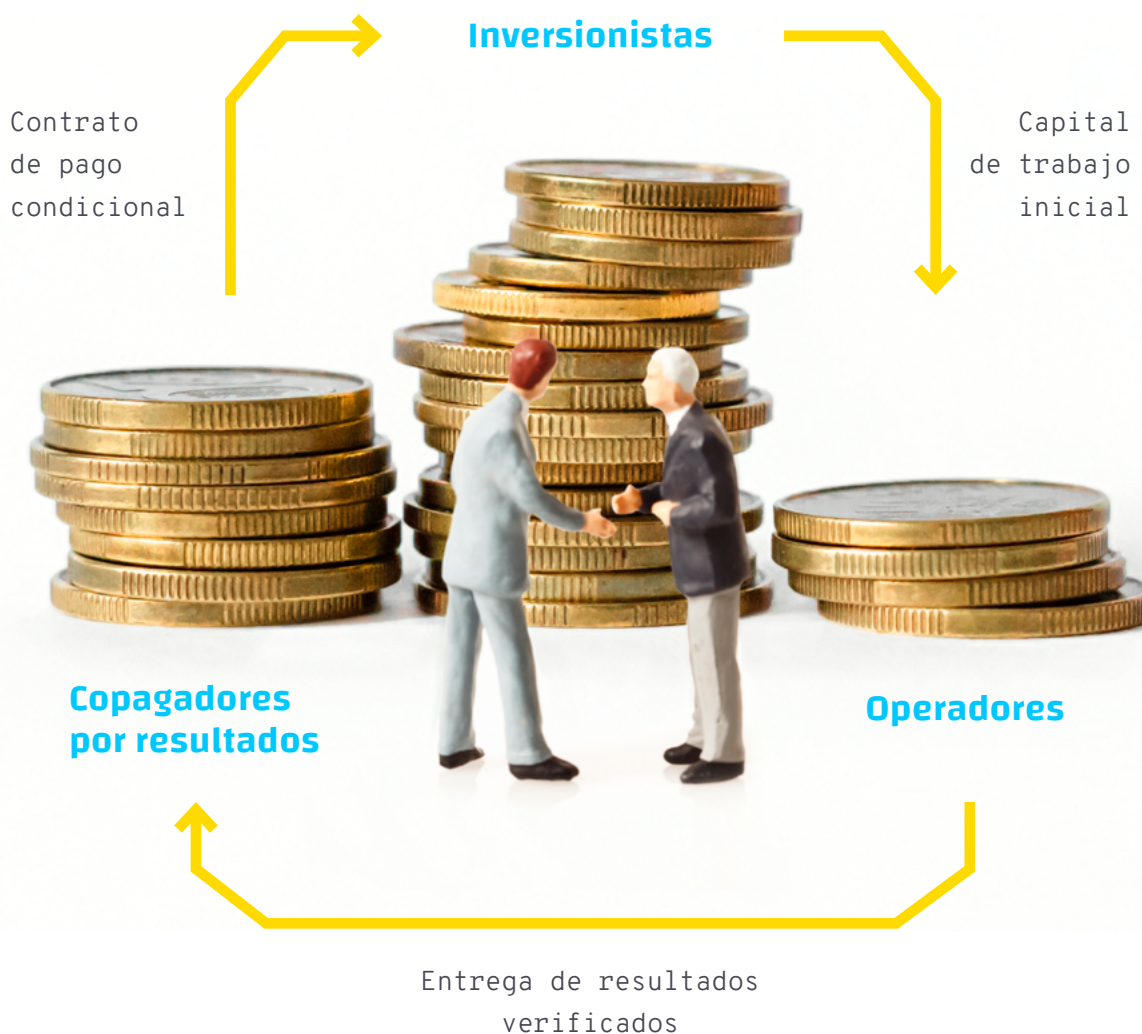 Inversionistas
Contrato
de pago
condicional
Capital
de trabajo
inicial
Copagadores
por resultados
Operadores
Entrega de resultados
verificados